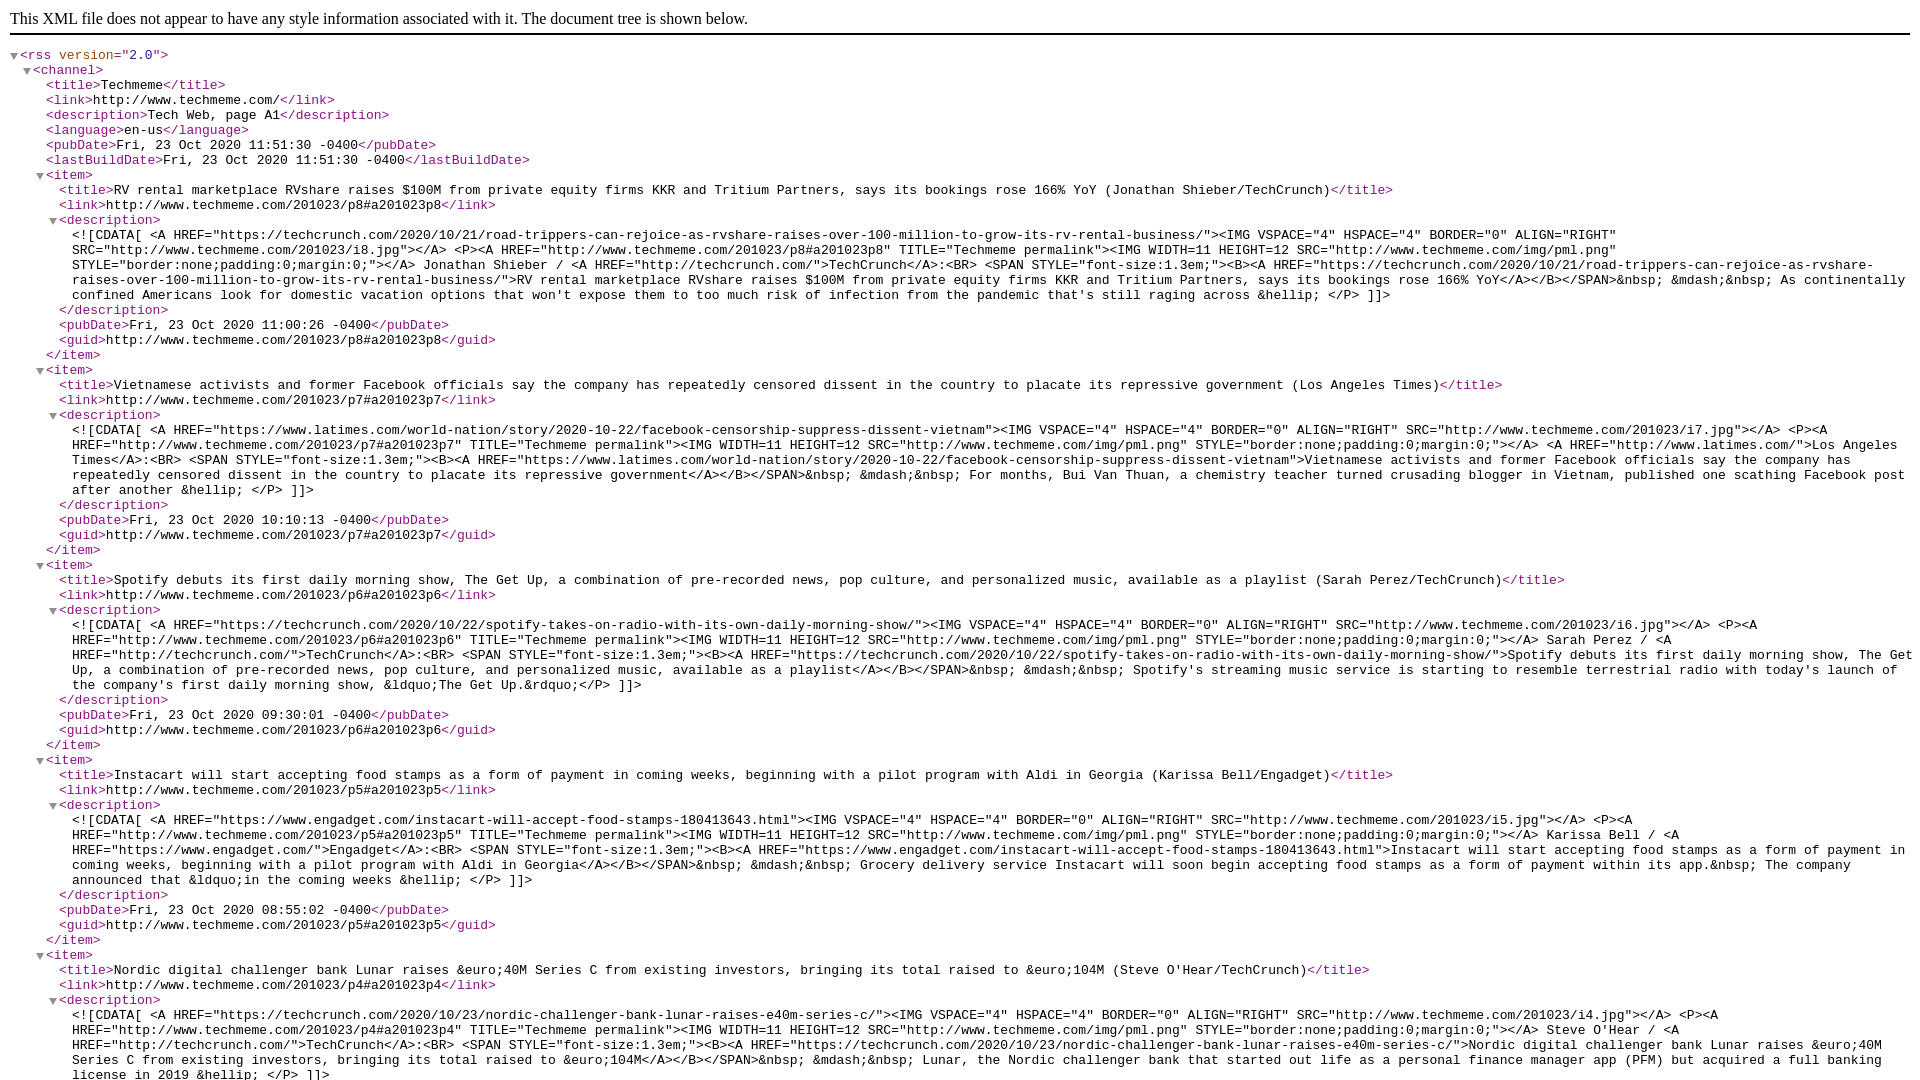 This XML file does not appear to have any style information associated with it. The document tree is shown below.
<rss version="2.0">
<channel>
<title>Techmeme</title>
<link>http://www.techmeme.com/</link>
<description>Tech Web, page A1</description>
<language>en-us</language>
<pubDate>Fri, 23 Oct 2020 11:51:30 -0400</pubDate>
<lastBuildDate>Fri, 23 Oct 2020 11:51:30 -0400</lastBuildDate>
<item>
<title>RV rental marketplace RVshare raises $100M from private equity firms KKR and Tritium Partners, says its bookings rose 166% YoY (Jonathan Shieber/TechCrunch)</title>
<link>http://www.techmeme.com/201023/p8#a201023p8</link>
<description>
<![CDATA[ <A HREF="https://techcrunch.com/2020/10/21/road-trippers-can-rejoice-as-rvshare-raises-over-100-million-to-grow-its-rv-rental-business/"><IMG VSPACE="4" HSPACE="4" BORDER="0" ALIGN="RIGHT"
SRC="http://www.techmeme.com/201023/i8.jpg"></A> <P><A HREF="http://www.techmeme.com/201023/p8#a201023p8" TITLE="Techmeme permalink"><IMG WIDTH=11 HEIGHT=12 SRC="http://www.techmeme.com/img/pml.png"
STYLE="border:none;padding:0;margin:0;"></A> Jonathan Shieber / <A HREF="http://techcrunch.com/">TechCrunch</A>:<BR> <SPAN STYLE="font-size:1.3em;"><B><A HREF="https://techcrunch.com/2020/10/21/road-trippers-can-rejoice-as-rvshare-
raises-over-100-million-to-grow-its-rv-rental-business/">RV rental marketplace RVshare raises $100M from private equity firms KKR and Tritium Partners, says its bookings rose 166% YoY</A></B></SPAN>&nbsp; &mdash;&nbsp; As continentally
confined Americans look for domestic vacation options that won't expose them to too much risk of infection from the pandemic that's still raging across &hellip; </P> ]]>
</description>
<pubDate>Fri, 23 Oct 2020 11:00:26 -0400</pubDate>
<guid>http://www.techmeme.com/201023/p8#a201023p8</guid>
</item>
<item>
<title>Vietnamese activists and former Facebook officials say the company has repeatedly censored dissent in the country to placate its repressive government (Los Angeles Times)</title>
<link>http://www.techmeme.com/201023/p7#a201023p7</link>
<description>
<![CDATA[ <A HREF="https://www.latimes.com/world-nation/story/2020-10-22/facebook-censorship-suppress-dissent-vietnam"><IMG VSPACE="4" HSPACE="4" BORDER="0" ALIGN="RIGHT" SRC="http://www.techmeme.com/201023/i7.jpg"></A> <P><A
HREF="http://www.techmeme.com/201023/p7#a201023p7" TITLE="Techmeme permalink"><IMG WIDTH=11 HEIGHT=12 SRC="http://www.techmeme.com/img/pml.png" STYLE="border:none;padding:0;margin:0;"></A> <A HREF="http://www.latimes.com/">Los Angeles
Times</A>:<BR> <SPAN STYLE="font-size:1.3em;"><B><A HREF="https://www.latimes.com/world-nation/story/2020-10-22/facebook-censorship-suppress-dissent-vietnam">Vietnamese activists and former Facebook officials say the company has
repeatedly censored dissent in the country to placate its repressive government</A></B></SPAN>&nbsp; &mdash;&nbsp; For months, Bui Van Thuan, a chemistry teacher turned crusading blogger in Vietnam, published one scathing Facebook post
after another &hellip; </P> ]]>
</description>
<pubDate>Fri, 23 Oct 2020 10:10:13 -0400</pubDate>
<guid>http://www.techmeme.com/201023/p7#a201023p7</guid>
</item>
<item>
<title>Spotify debuts its first daily morning show, The Get Up, a combination of pre-recorded news, pop culture, and personalized music, available as a playlist (Sarah Perez/TechCrunch)</title>
<link>http://www.techmeme.com/201023/p6#a201023p6</link>
<description>
<![CDATA[ <A HREF="https://techcrunch.com/2020/10/22/spotify-takes-on-radio-with-its-own-daily-morning-show/"><IMG VSPACE="4" HSPACE="4" BORDER="0" ALIGN="RIGHT" SRC="http://www.techmeme.com/201023/i6.jpg"></A> <P><A
HREF="http://www.techmeme.com/201023/p6#a201023p6" TITLE="Techmeme permalink"><IMG WIDTH=11 HEIGHT=12 SRC="http://www.techmeme.com/img/pml.png" STYLE="border:none;padding:0;margin:0;"></A> Sarah Perez / <A
HREF="http://techcrunch.com/">TechCrunch</A>:<BR> <SPAN STYLE="font-size:1.3em;"><B><A HREF="https://techcrunch.com/2020/10/22/spotify-takes-on-radio-with-its-own-daily-morning-show/">Spotify debuts its first daily morning show, The Get
Up, a combination of pre-recorded news, pop culture, and personalized music, available as a playlist</A></B></SPAN>&nbsp; &mdash;&nbsp; Spotify's streaming music service is starting to resemble terrestrial radio with today's launch of
the company's first daily morning show, &ldquo;The Get Up.&rdquo;</P> ]]>
</description>
<pubDate>Fri, 23 Oct 2020 09:30:01 -0400</pubDate>
<guid>http://www.techmeme.com/201023/p6#a201023p6</guid>
</item>
<item>
<title>Instacart will start accepting food stamps as a form of payment in coming weeks, beginning with a pilot program with Aldi in Georgia (Karissa Bell/Engadget)</title>
<link>http://www.techmeme.com/201023/p5#a201023p5</link>
<description>
<![CDATA[ <A HREF="https://www.engadget.com/instacart-will-accept-food-stamps-180413643.html"><IMG VSPACE="4" HSPACE="4" BORDER="0" ALIGN="RIGHT" SRC="http://www.techmeme.com/201023/i5.jpg"></A> <P><A
HREF="http://www.techmeme.com/201023/p5#a201023p5" TITLE="Techmeme permalink"><IMG WIDTH=11 HEIGHT=12 SRC="http://www.techmeme.com/img/pml.png" STYLE="border:none;padding:0;margin:0;"></A> Karissa Bell / <A
HREF="https://www.engadget.com/">Engadget</A>:<BR> <SPAN STYLE="font-size:1.3em;"><B><A HREF="https://www.engadget.com/instacart-will-accept-food-stamps-180413643.html">Instacart will start accepting food stamps as a form of payment in
coming weeks, beginning with a pilot program with Aldi in Georgia</A></B></SPAN>&nbsp; &mdash;&nbsp; Grocery delivery service Instacart will soon begin accepting food stamps as a form of payment within its app.&nbsp; The company
announced that &ldquo;in the coming weeks &hellip; </P> ]]>
</description>
<pubDate>Fri, 23 Oct 2020 08:55:02 -0400</pubDate>
<guid>http://www.techmeme.com/201023/p5#a201023p5</guid>
</item>
<item>
<title>Nordic digital challenger bank Lunar raises &euro;40M Series C from existing investors, bringing its total raised to &euro;104M (Steve O'Hear/TechCrunch)</title>
<link>http://www.techmeme.com/201023/p4#a201023p4</link>
<description>
<![CDATA[ <A HREF="https://techcrunch.com/2020/10/23/nordic-challenger-bank-lunar-raises-e40m-series-c/"><IMG VSPACE="4" HSPACE="4" BORDER="0" ALIGN="RIGHT" SRC="http://www.techmeme.com/201023/i4.jpg"></A> <P><A
HREF="http://www.techmeme.com/201023/p4#a201023p4" TITLE="Techmeme permalink"><IMG WIDTH=11 HEIGHT=12 SRC="http://www.techmeme.com/img/pml.png" STYLE="border:none;padding:0;margin:0;"></A> Steve O'Hear / <A
HREF="http://techcrunch.com/">TechCrunch</A>:<BR> <SPAN STYLE="font-size:1.3em;"><B><A HREF="https://techcrunch.com/2020/10/23/nordic-challenger-bank-lunar-raises-e40m-series-c/">Nordic digital challenger bank Lunar raises &euro;40M
Series C from existing investors, bringing its total raised to &euro;104M</A></B></SPAN>&nbsp; &mdash;&nbsp; Lunar, the Nordic challenger bank that started out life as a personal finance manager app (PFM) but acquired a full banking
license in 2019 &hellip; </P> ]]>